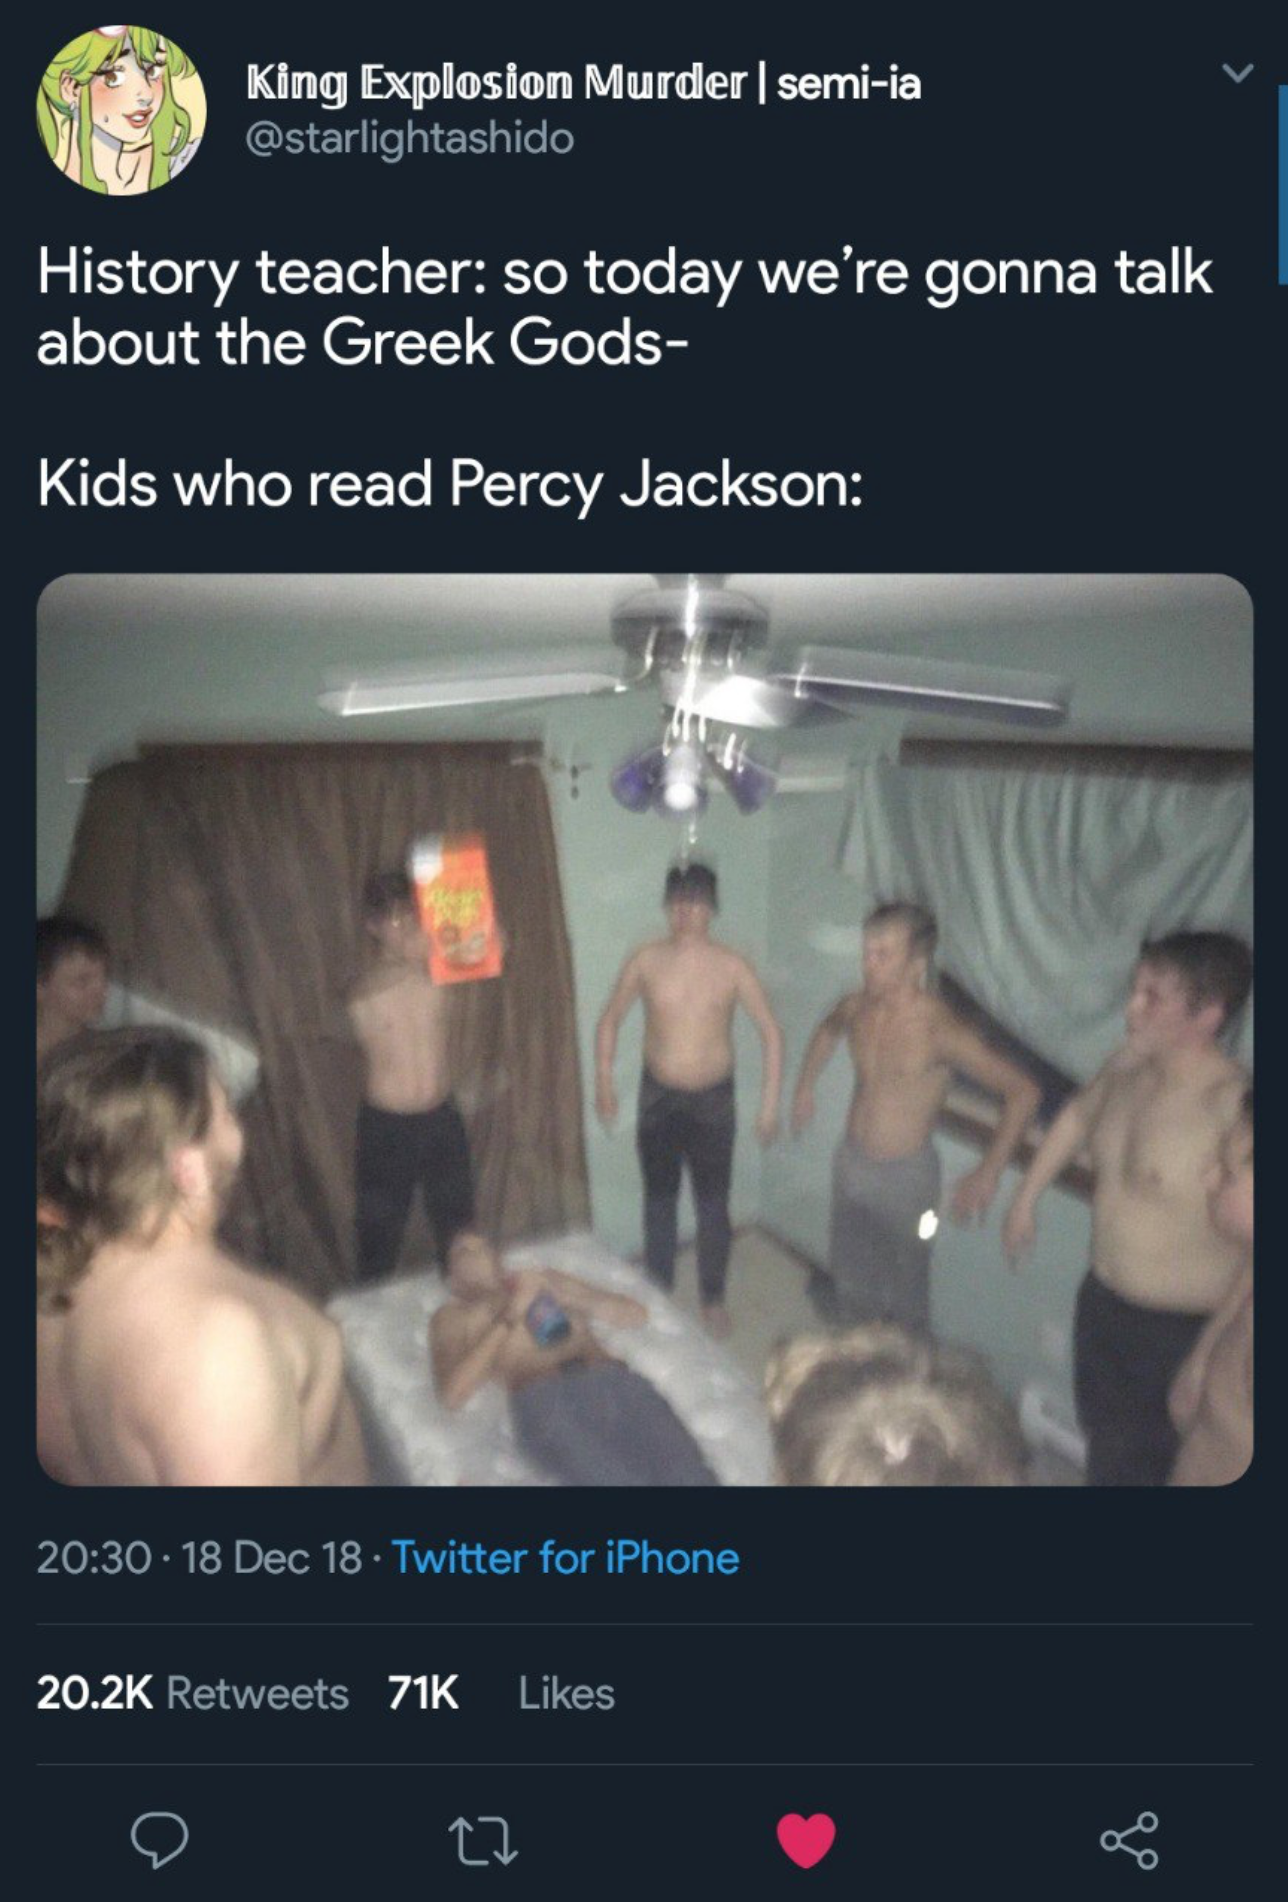 King Explosion Murder | semi-ia
@starlightashido
History teacher: so today we're gonna talk
about the Greek Gods-
Kids who read Percy Jackson:
20:30 · 18 Dec 18 · Twitter for iPhone
20.2K Retweets 71K Likes